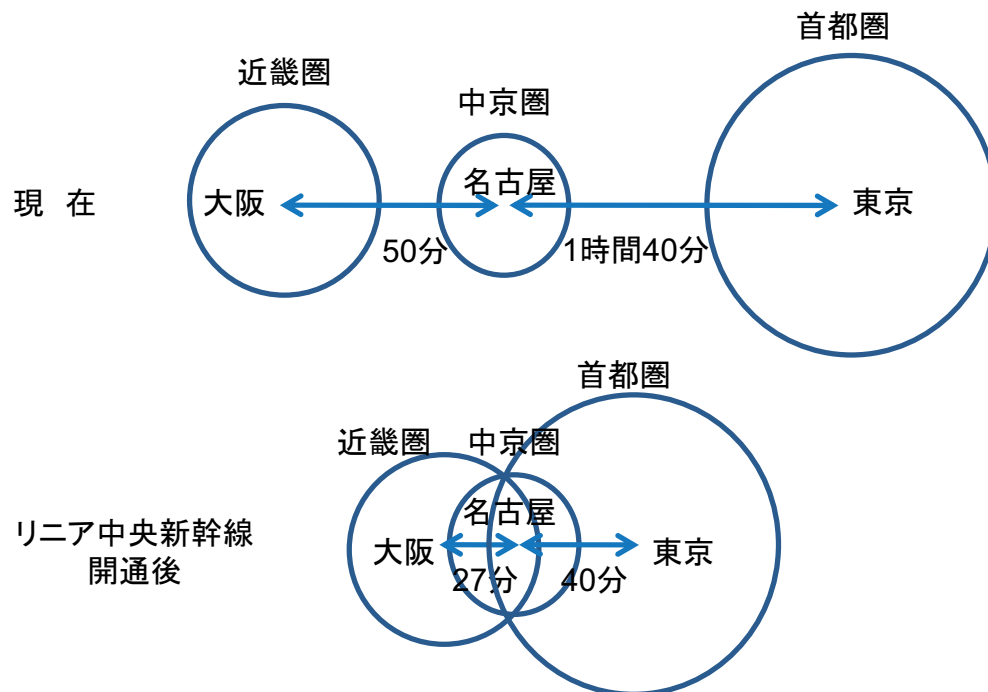 首都圏
近畿圏
中京圏
名古屋
現 在
大阪
東京
50分
1時間40分
首都圏
近畿圏
中京圏
名古屋
リニア中央新幹線
開通後
大阪
東京
27分
40分